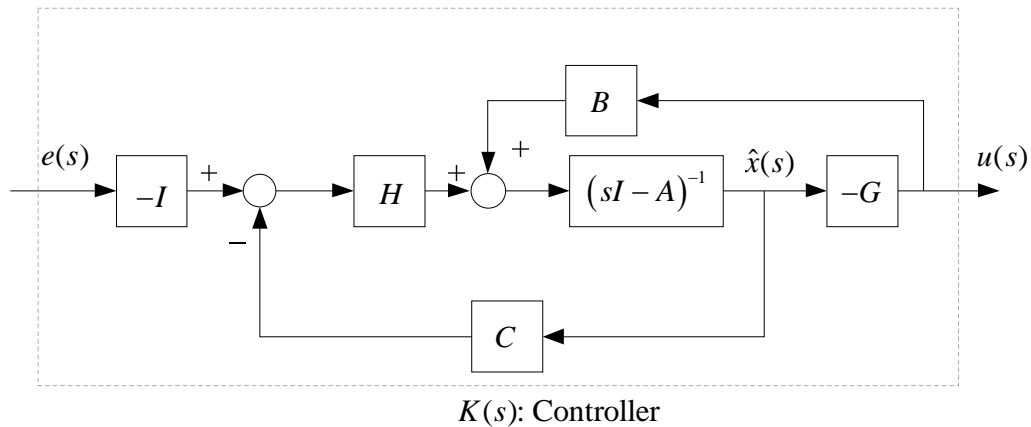 B
e(s)
−I
+
H
+
+
(sI − A)⁻¹
x̂(s)
−G
u(s)
−
C
K(s): Controller